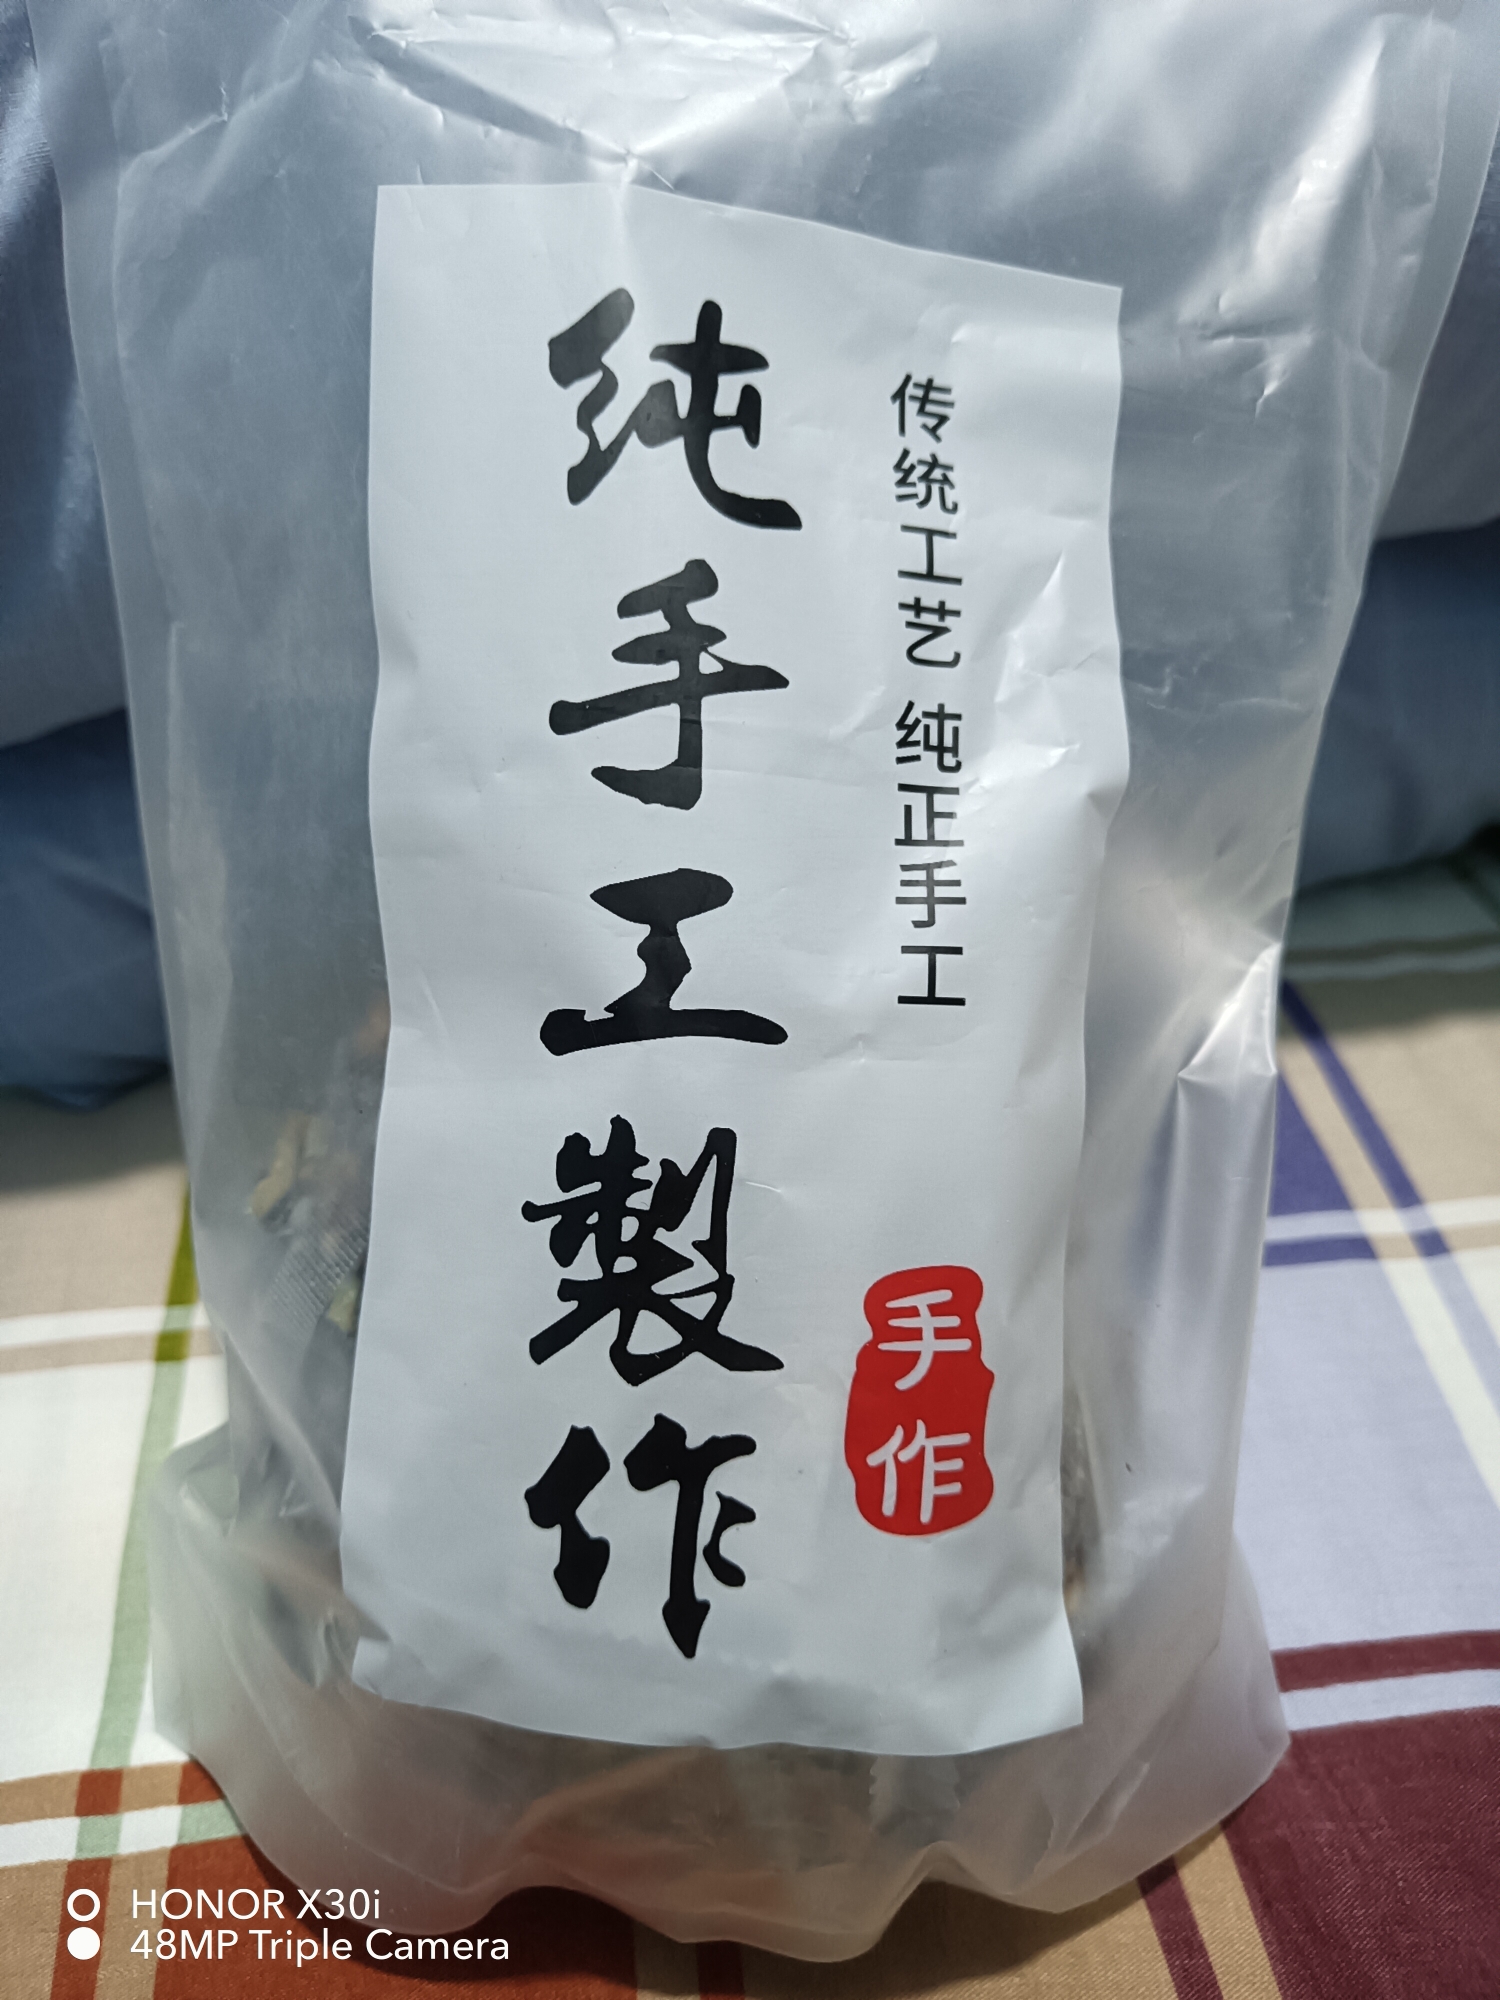 传统工艺 纯正手工
纯手工製作
手作
HONOR X30i
48MP Triple Camera